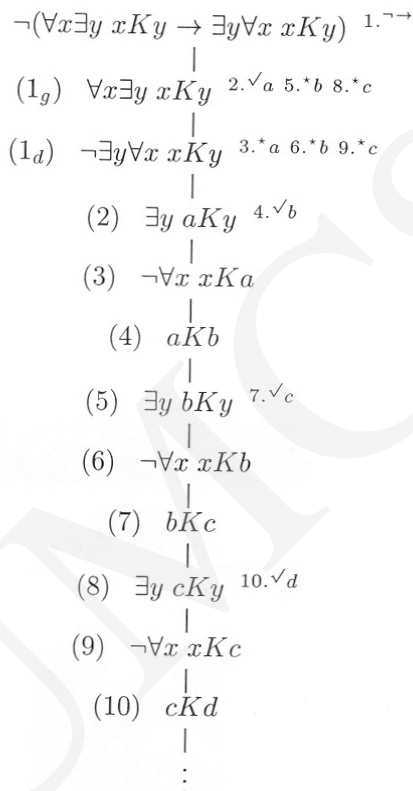 ¬(∀x∃y xKy → ∃y∀x xKy) 1.¬→
(1g) ∀x∃y xKy 2.√a 5.*b 8.*c
(1d) ¬∃y∀x xKy 3.*a 6.*b 9.*c
(2) ∃y aKy 4.√b
(3) ¬∀x xKa
(4) aKb
(5) ∃y bKy 7.√c
(6) ¬∀x xKb
(7) bKc
(8) ∃y cKy 10.√d
(9) ¬∀x xKc
(10) cKd
⋮